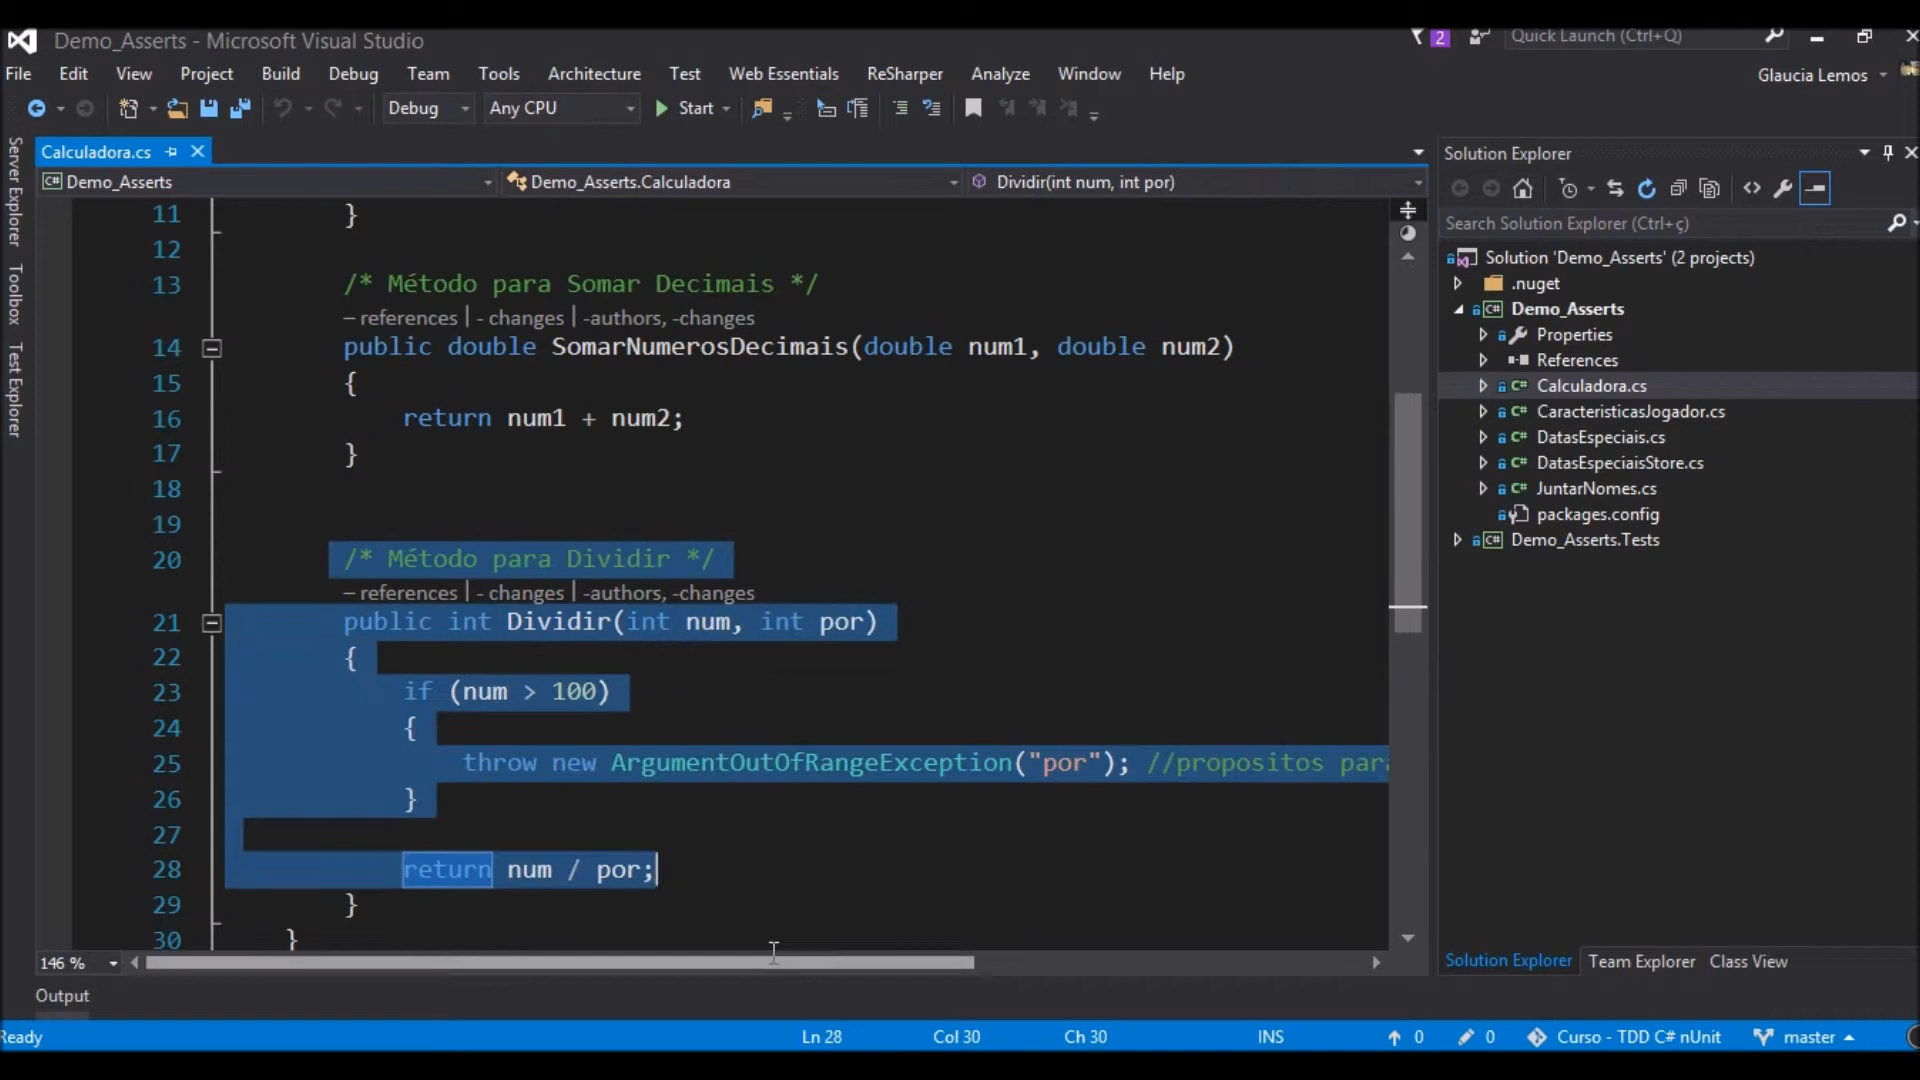 Demo_Asserts - Microsoft Visual Studio
2
Quick Launch (Ctrl+Q)
File Edit View Project Build Debug Team Tools Architecture Test Web Essentials ReSharper Analyze Window Help
Glaucia Lemos
Debug Any CPU Start
Server Explorer
Toolbox
Test Explorer
Calculadora.cs
Demo_Asserts Demo_Asserts.Calculadora Dividir(int num, int por)
11 }
12
13 /* Método para Somar Decimais */
– references | - changes | -authors, -changes
14 public double SomarNumerosDecimais(double num1, double num2)
15 {
16 return num1 + num2;
17 }
18
19
20 /* Método para Dividir */
– references | - changes | -authors, -changes
21 public int Dividir(int num, int por)
22 {
23 if (num > 100)
24 {
25 throw new ArgumentOutOfRangeException("por"); //propositos para
26 }
27
28 return num / por;
29 }
30 }
146 %
Output
Solution Explorer
Search Solution Explorer (Ctrl+ç)
Solution 'Demo_Asserts' (2 projects)
.nuget
Demo_Asserts
Properties
References
C# Calculadora.cs
C# CaracteristicasJogador.cs
C# DatasEspeciais.cs
C# DatasEspeciaisStore.cs
C# JuntarNomes.cs
packages.config
C# Demo_Asserts.Tests
Solution Explorer Team Explorer Class View
Ready Ln 28 Col 30 Ch 30 INS 0 0 Curso - TDD C# nUnit master